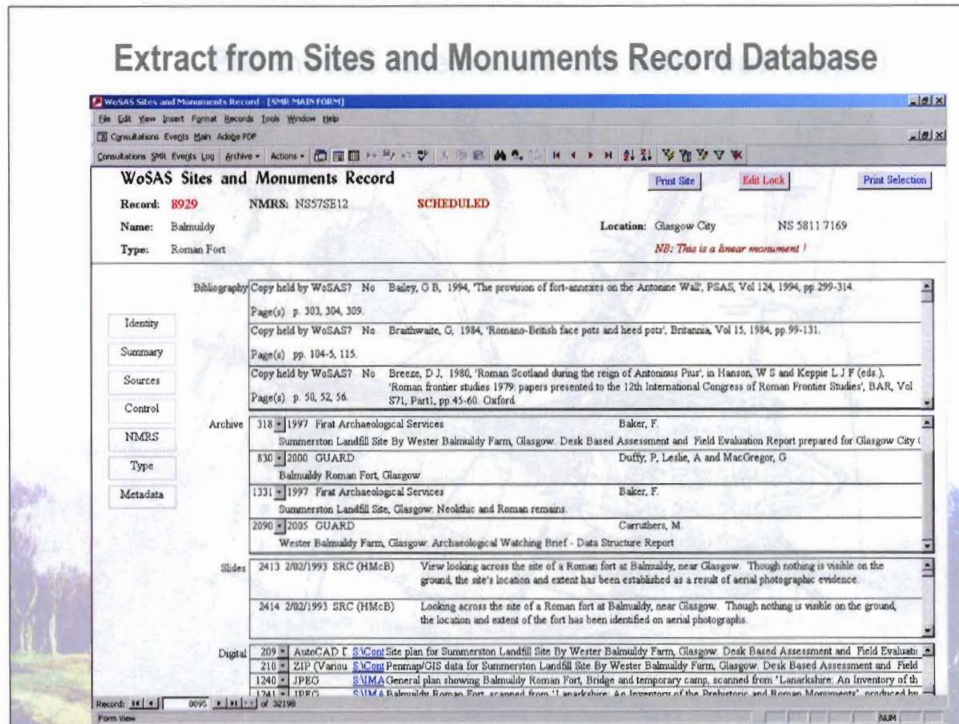 Extract from Sites and Monuments Record Database
WoSAS Sites and Monuments Record - [SMR MAIN FORM]
File Edit View Insert Format Records Tools Window Help
Consultations Events Main Adobe PDF
Consultations SMR Events Log Archive Actions
WoSAS Sites and Monuments Record Print Site Edit Lock Print Selection
Record: 8929 NMRS: NS57SE12 SCHEDULED
Name: Balmuildy Location: Glasgow City NS 5811 7169
Type: Roman Fort NB: This is a linear monument !
Bibliography Copy held by WoSAS? No Bailey, G B, 1994, 'The provision of fort-annexes on the Antonine Wall', PSAS, Vol 124, 1994, pp.299-314.
Page(s) p. 303, 304, 309.
Identity
Copy held by WoSAS? No Braithwaite, G, 1984, 'Romano-British face pots and heed pots', Britannia, Vol 15, 1984, pp.99-131.
Summary
Page(s) pp. 104-5, 115.
Sources
Copy held by WoSAS? No Breeze, D J, 1980, 'Roman Scotland during the reign of Antoninus Pius', in Hanson, W S and Keppie L J F (eds.),
'Roman frontier studies 1979: papers presented to the 12th International Congress of Roman Frontier Studies', BAR, Vol
Page(s) p. 50, 52, 56. S71, Part1, pp.45-60. Oxford.
Control
Archive 318 1997 First Archaeological Services Baker, F.
NMRS
Summerston Landfill Site By Wester Balmuildy Farm, Glasgow. Desk Based Assessment and Field Evaluation Report prepared for Glasgow City
830 2000 GUARD Duffy, P, Leslie, A and MacGregor, G
Type
Balmuildy Roman Fort, Glasgow
Metadata
1331 1997 First Archaeological Services Baker, F.
Summerston Landfill Site, Glasgow: Neolithic and Roman remains.
2090 2005 GUARD Carruthers, M.
Wester Balmuildy Farm, Glasgow: Archaeological Watching Brief - Data Structure Report
Slides 2413 2/02/1993 SRC (HMcB) View looking across the site of a Roman fort at Balmuildy, near Glasgow. Though nothing is visible on the
ground, the site's location and extent has been established as a result of aerial photographic evidence.
2414 2/02/1993 SRC (HMcB) Looking across the site of a Roman fort at Balmuildy, near Glasgow. Though nothing is visible on the ground,
the location and extent of the fort has been identified on aerial photographs.
Digital 209 AutoCAD D S:\Cont Site plan for Summerston Landfill Site By Wester Balmuildy Farm, Glasgow. Desk Based Assessment and Field Evaluati
210 ZIP (Variou S:\Cont Penmap/GIS data for Summerston Landfill Site By Wester Balmuildy Farm, Glasgow. Desk Based Assessment and Field
1240 JPEG S:\IMA General plan showing Balmuildy Roman Fort, Bridge and temporary camp, scanned from 'Lanarkshire: An Inventory of th
1241 JPEG S:\IMA Balmuildy Roman Fort, scanned from 'Lanarkshire: An Inventory of the Prehistoric and Roman Monuments', produced by
Record: 8095 of 32198
Form View NUM